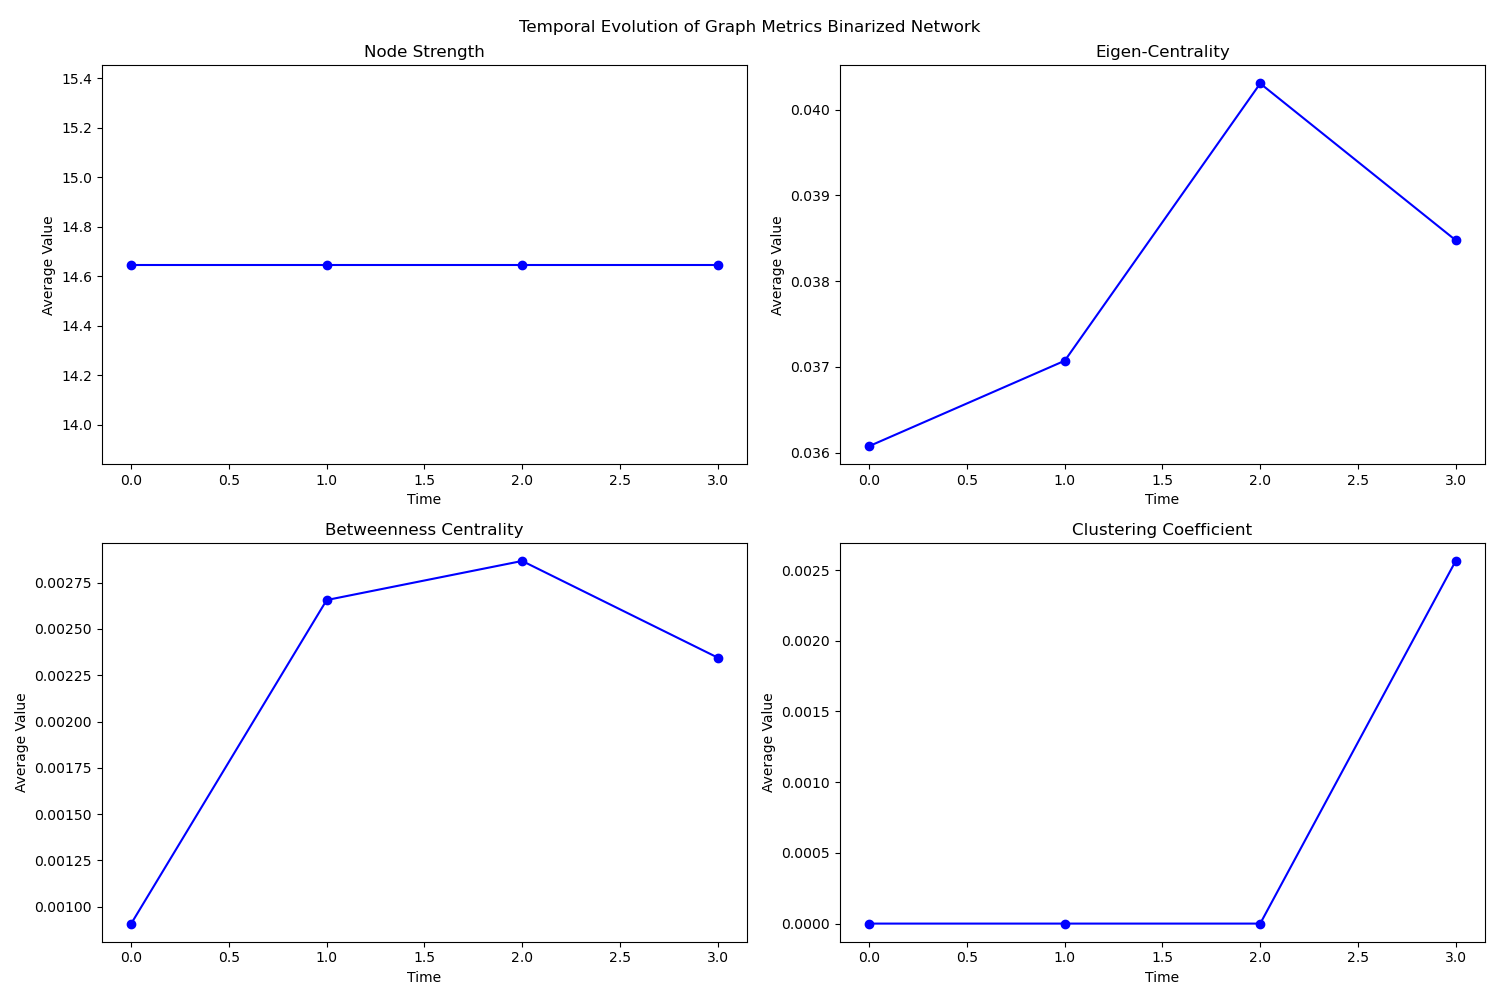 Temporal Evolution of Graph Metrics Binarized Network
Node Strength
15.4
15.2
15.0
14.8
14.6
14.4
14.2
14.0
Average Value
0.0 0.5 1.0 1.5 2.0 2.5 3.0
Time
Eigen-Centrality
0.040
0.039
0.038
0.037
0.036
Average Value
0.0 0.5 1.0 1.5 2.0 2.5 3.0
Time
Betweenness Centrality
0.00275
0.00250
0.00225
0.00200
0.00175
0.00150
0.00125
0.00100
Average Value
0.0 0.5 1.0 1.5 2.0 2.5 3.0
Time
Clustering Coefficient
0.0025
0.0020
0.0015
0.0010
0.0005
0.0000
Average Value
0.0 0.5 1.0 1.5 2.0 2.5 3.0
Time